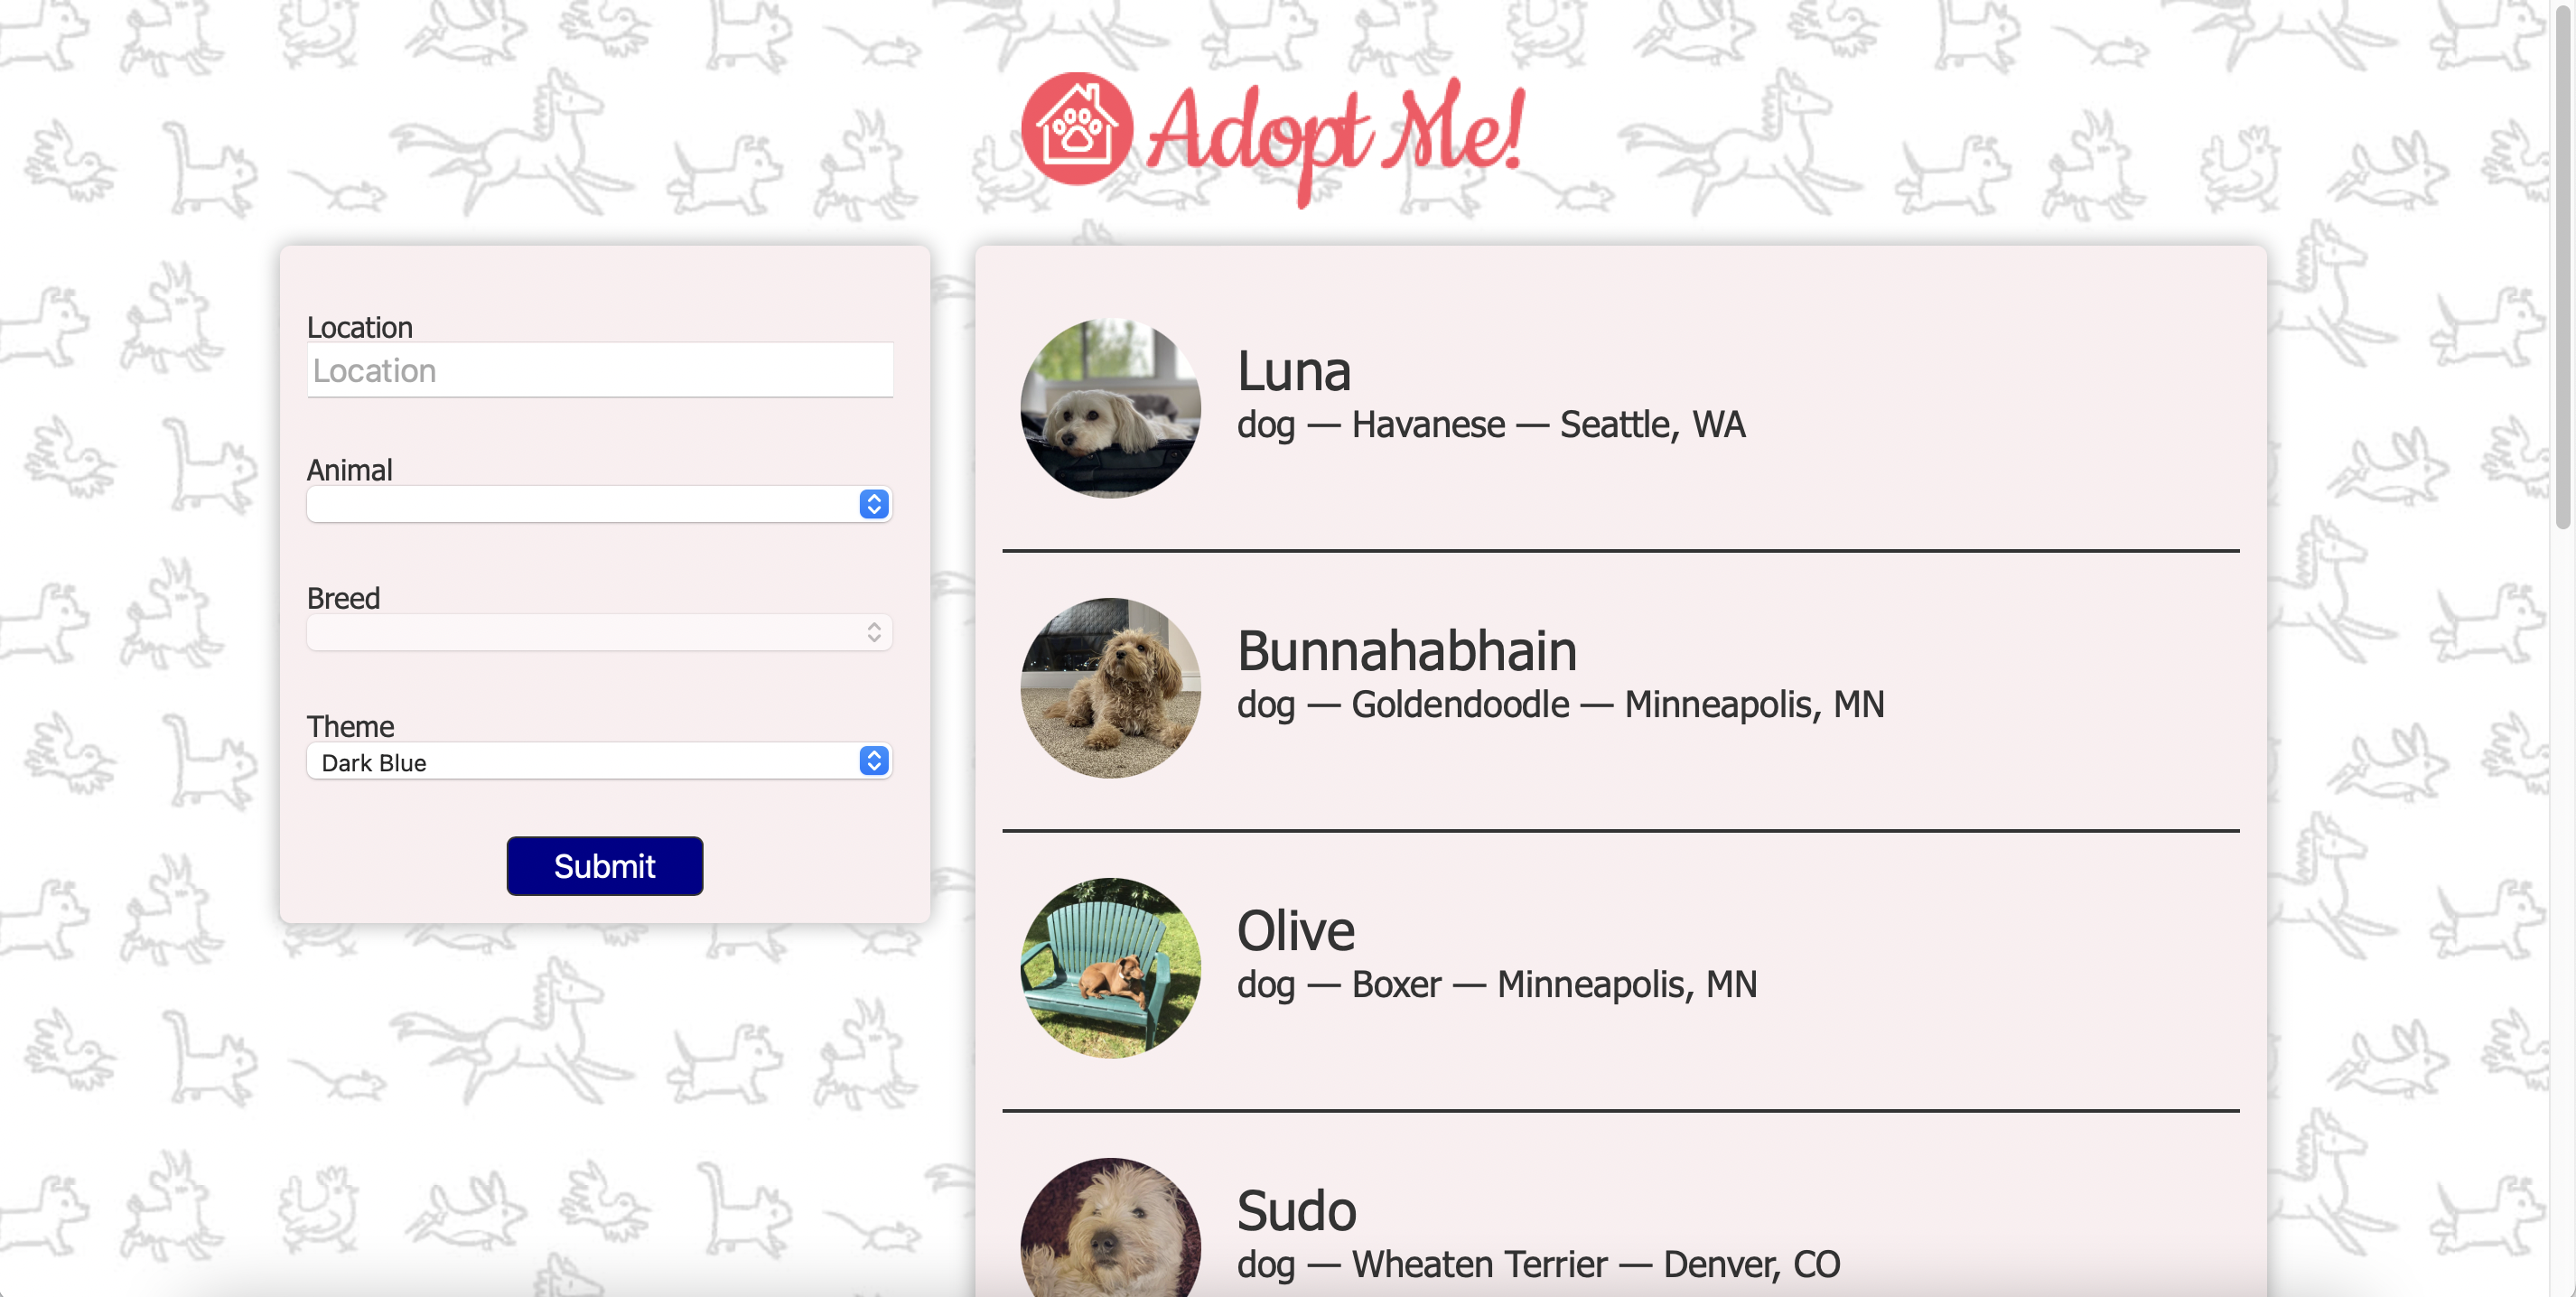 Adopt Me!
Location
Location
Animal
Breed
Theme
Dark Blue
Submit
Luna
dog — Havanese — Seattle, WA
Bunnahabhain
dog — Goldendoodle — Minneapolis, MN
Olive
dog — Boxer — Minneapolis, MN
Sudo
dog — Wheaten Terrier — Denver, CO